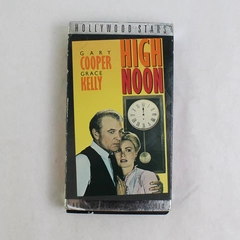 HOLLYWOOD STARS
GARY
COOPER
GRACE
KELLY
HIGH
NOON